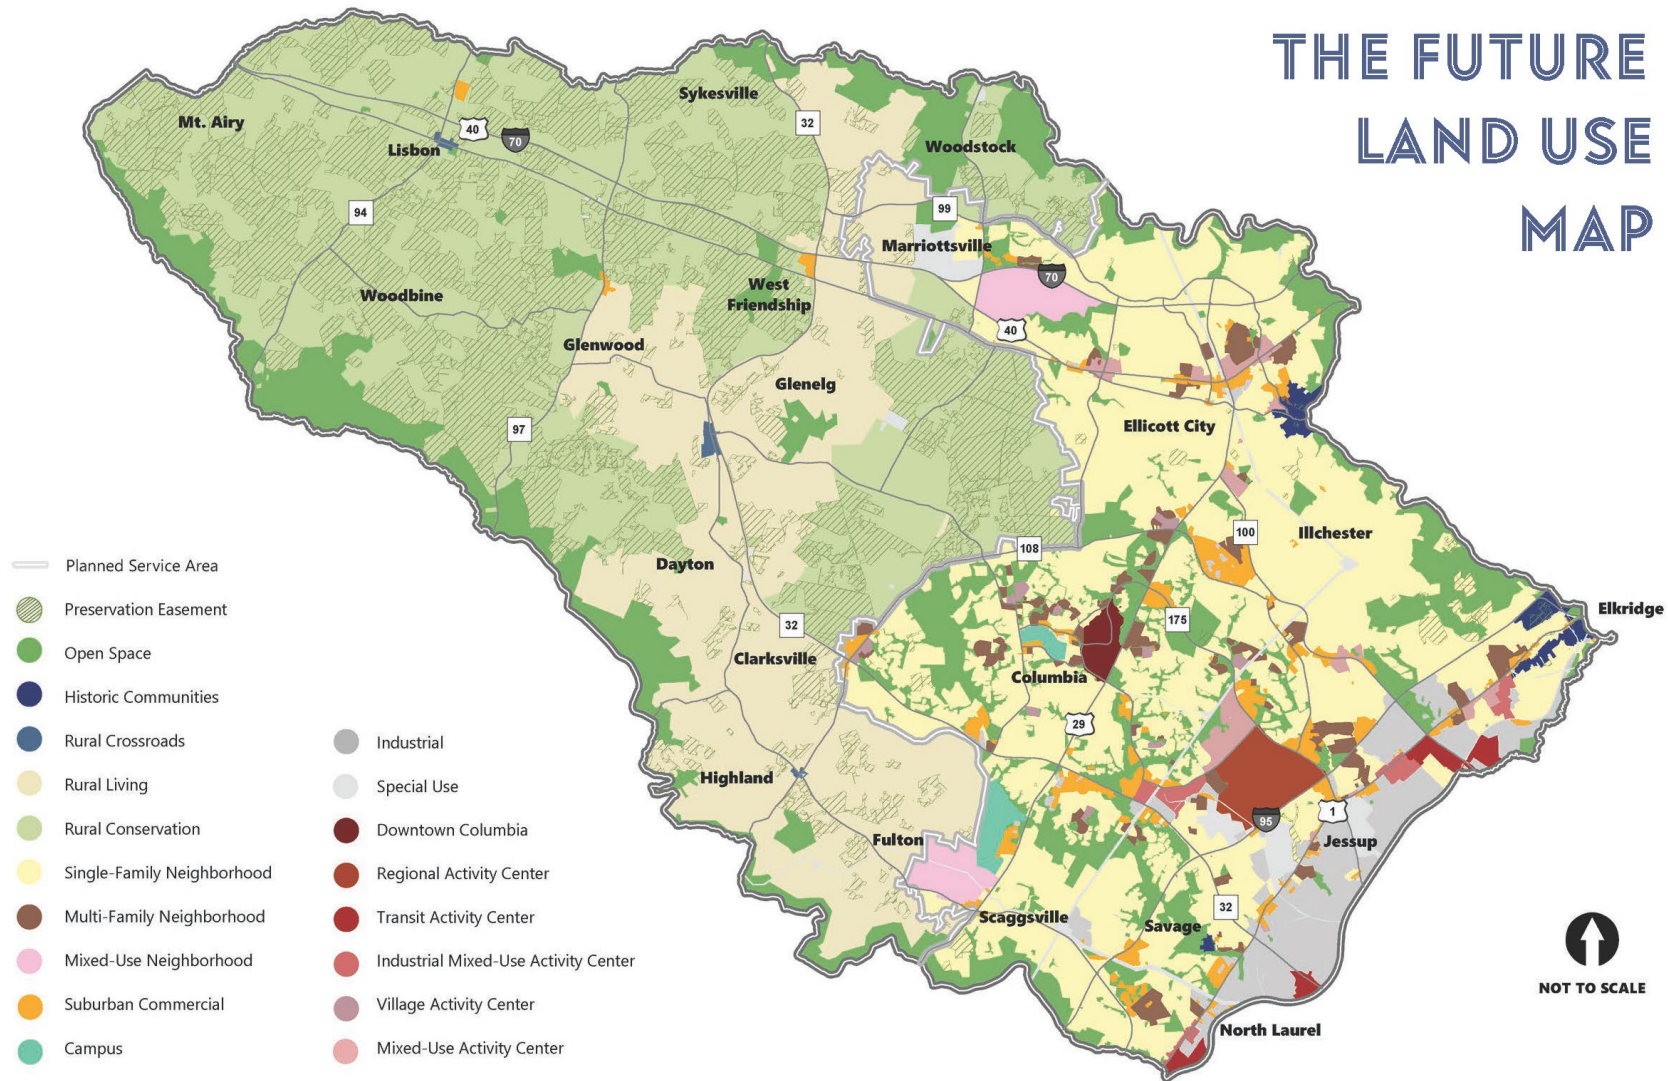 THE FUTURE
LAND USE
MAP
Sykesville
Mt. Airy
32
40
70
Lisbon
Woodstock
94
99
Marriottsville
70
West
Friendship
Woodbine
40
Glenwood
Glenelg
97
Ellicott City
100
Illchester
108
Dayton
32
175
Elkridge
Clarksville
Columbia
29
Highland
95
1
Jessup
Fulton
32
Scaggsville
Savage
North Laurel
NOT TO SCALE
Planned Service Area
Preservation Easement
Open Space
Historic Communities
Rural Crossroads
Rural Living
Rural Conservation
Single-Family Neighborhood
Multi-Family Neighborhood
Mixed-Use Neighborhood
Suburban Commercial
Campus
Industrial
Special Use
Downtown Columbia
Regional Activity Center
Transit Activity Center
Industrial Mixed-Use Activity Center
Village Activity Center
Mixed-Use Activity Center